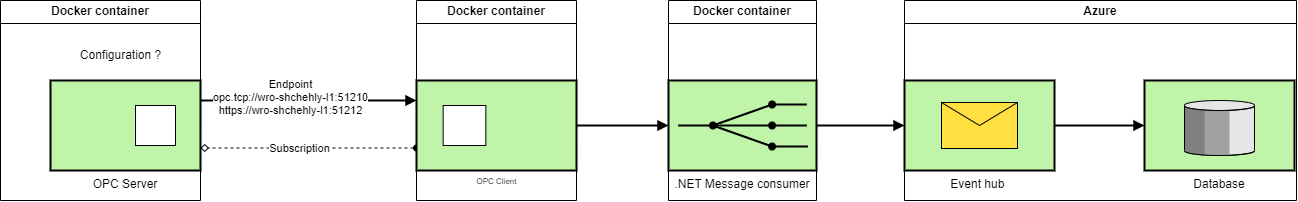 Docker container
Docker container
Docker container
Azure
Configuration ?
Endpoint
opc.tcp://wro-shchehly-l1:51210
https://wro-shchehly-l1:51212
Subscription
OPC Server
OPC Client
.NET Message consumer
Event hub
Database